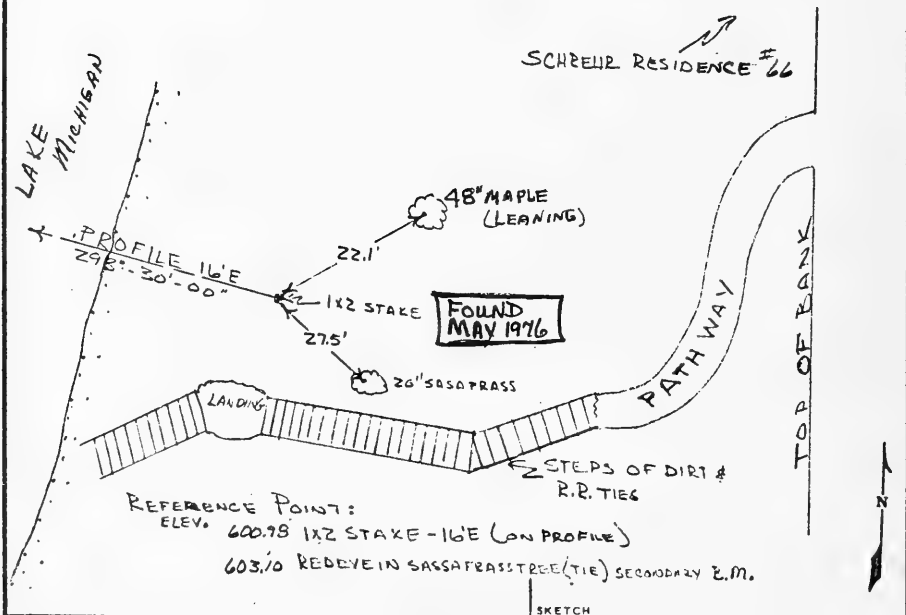 SCHREUR RESIDENCE #66
LAKE
MICHIGAN
48" MAPLE
(LEANING)
22.1'
PROFILE 16'E
298°-30'-00"
1X2 STAKE
FOUND
MAY 1976
27.5'
26" SASAFRASS
LANDING
PATHWAY
TOP OF BANK
STEPS OF DIRT &
R.R. TIES
N
REFERENCE POINT:
ELEV.
600.98 1X2 STAKE - 16'E (ON PROFILE)
603.10 REDEYE IN SASSAFRASS TREE (TIE) SECONDARY B.M.
SKETCH